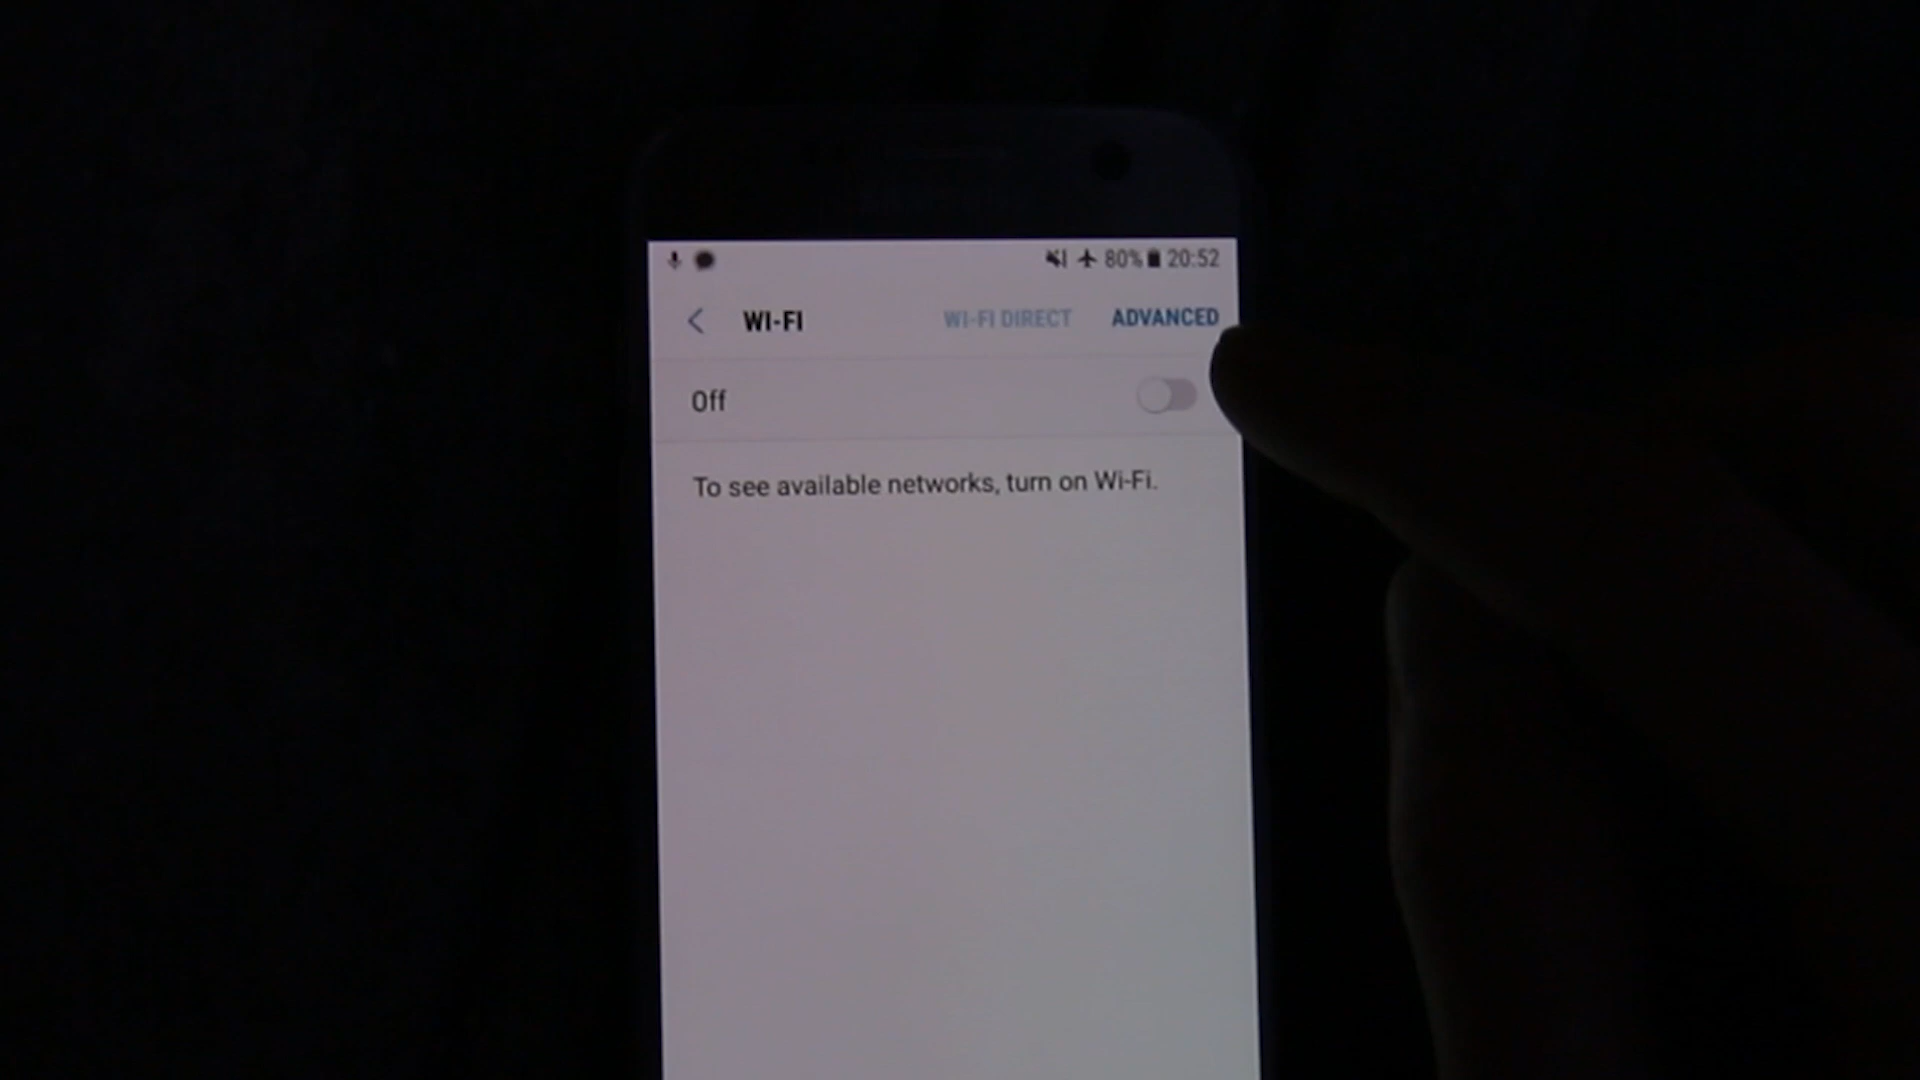 80% 20:52
WI-FI WI-FI DIRECT ADVANCED
Off
To see available networks, turn on Wi-Fi.